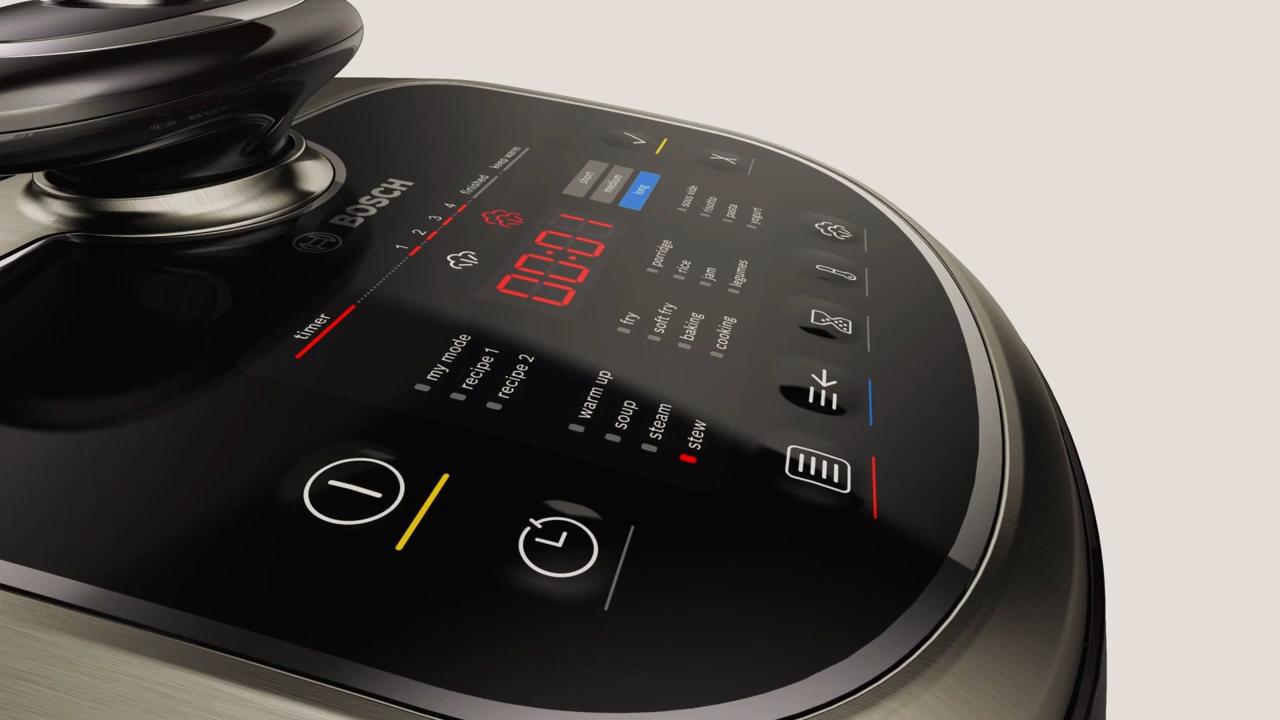 BOSCH
timer
1 2 3 4 finished keep warm
short
medium
long
00:01
my mode
recipe 1
recipe 2
warm up
soup
steam
stew
fry
soft fry
baking
cooking
porridge
rice
jam
legumes
sous vide
risotto
pasta
yogurt